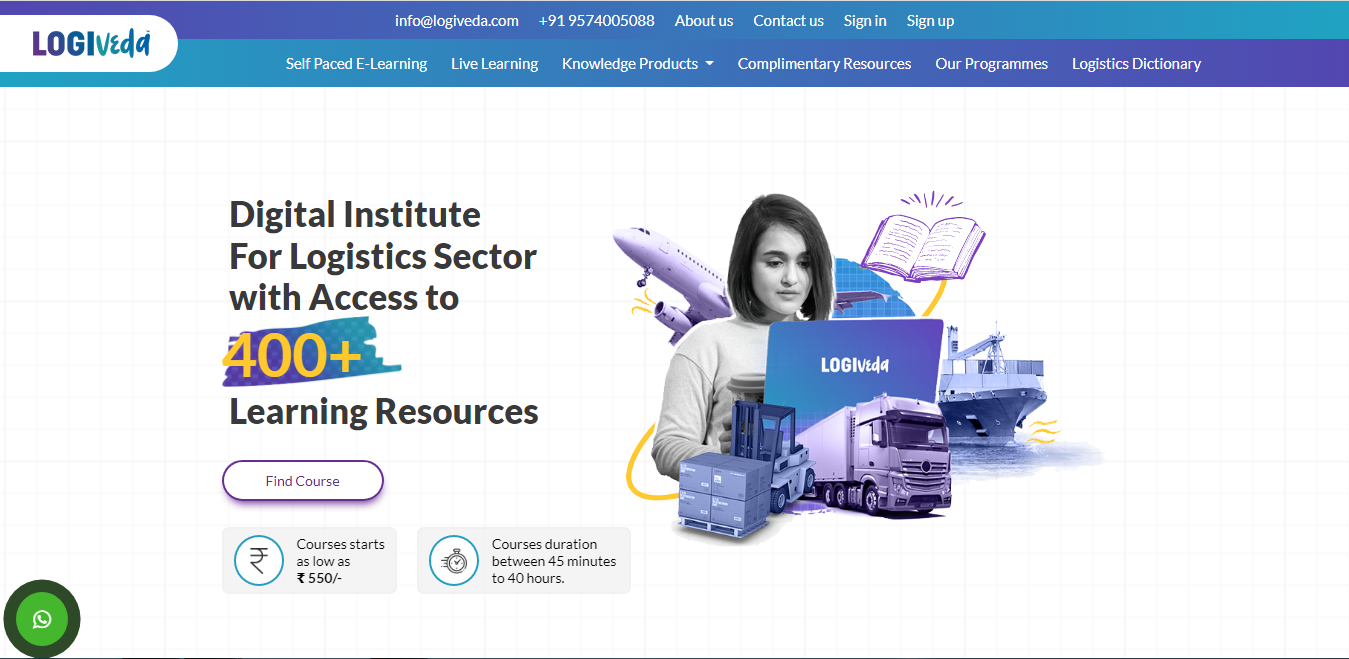 info@logiveda.com +91 9574005088 About us Contact us Sign in Sign up
LOGIveda
Self Paced E-Learning Live Learning Knowledge Products Complimentary Resources Our Programmes Logistics Dictionary
Digital Institute
For Logistics Sector
with Access to
400+
Learning Resources
LOGIveda
Find Course
Courses starts
as low as
₹ 550/-
Courses duration
between 45 minutes
to 40 hours.